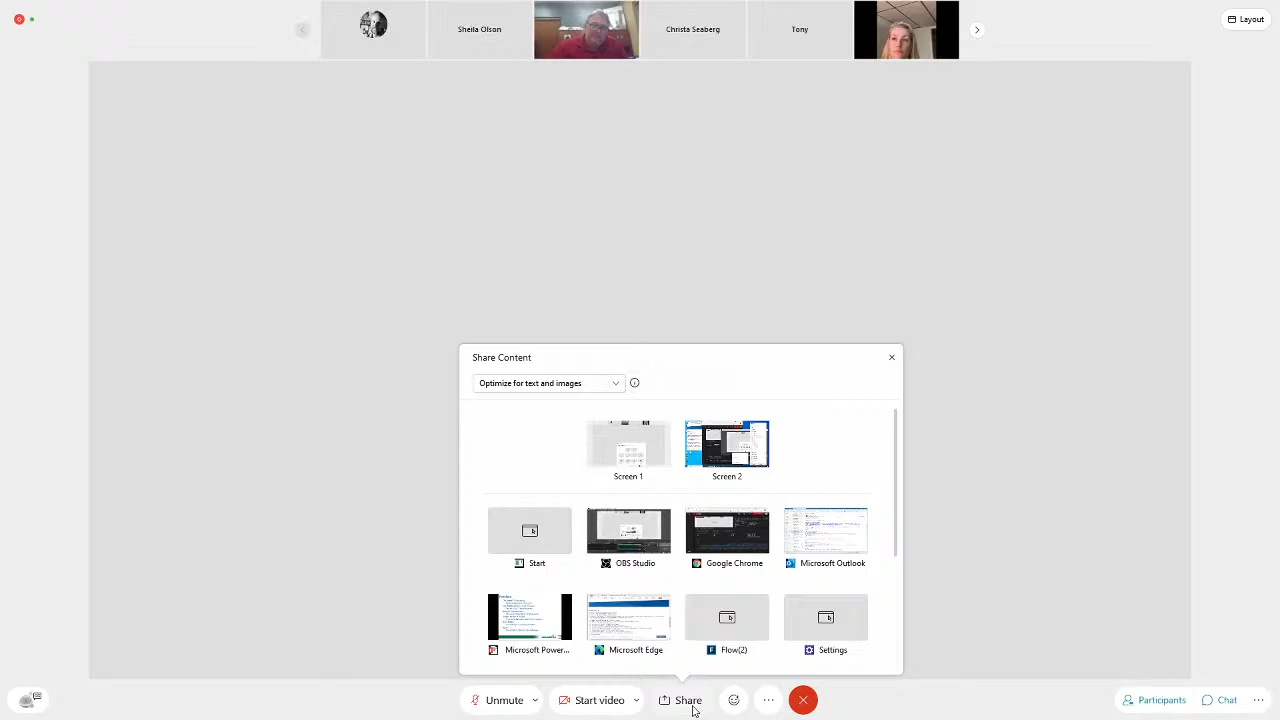 Layout
Sheila Olson
Christa Seaberg
Tony
Share Content
Optimize for text and images
Screen 1
Screen 2
Start
OBS Studio
Google Chrome
Microsoft Outlook
Microsoft Power...
Microsoft Edge
Flow(2)
Settings
Unmute
Start video
Share
Participants
Chat